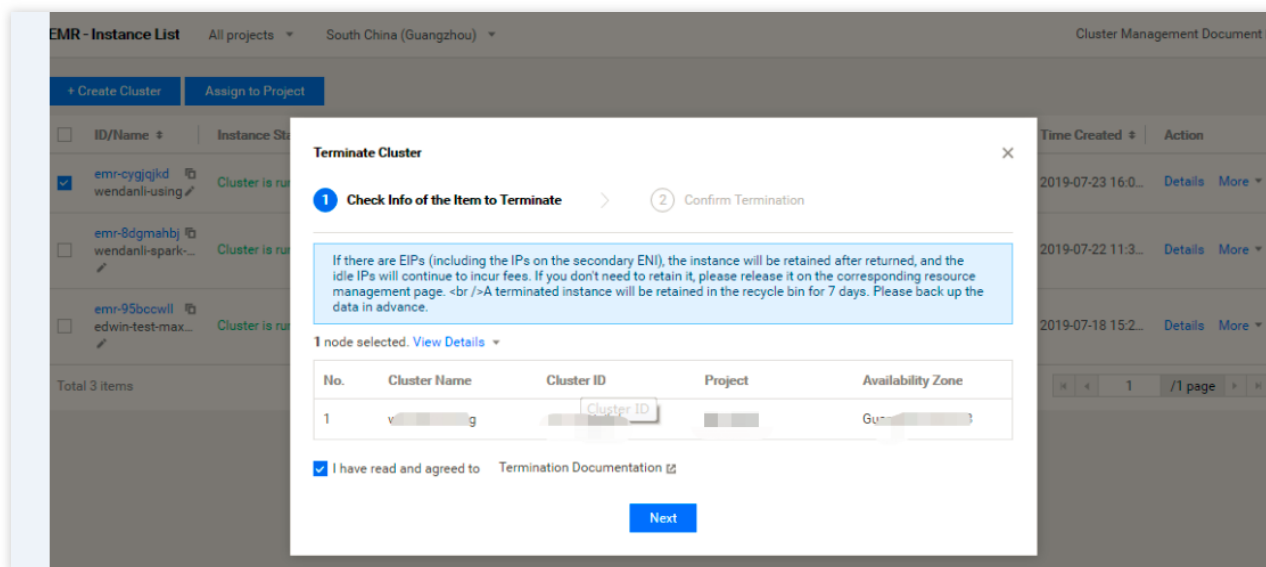 EMR - Instance List All projects South China (Guangzhou) Cluster Management Document
+ Create Cluster Assign to Project
ID/Name Instance Sta Time Created Action
emr-cygjqjkd
wendanli-using
Cluster is run 2019-07-23 16:0... Details More
emr-8dgmahbj
wendanli-spark-...
Cluster is run 2019-07-22 11:3... Details More
emr-95bccwll
edwin-test-max...
Cluster is run 2019-07-18 15:2... Details More
Total 3 items 1 /1 page
Terminate Cluster
1 Check Info of the Item to Terminate 2 Confirm Termination
If there are EIPs (including the IPs on the secondary ENI), the instance will be retained after returned, and the
idle IPs will continue to incur fees. If you don't need to retain it, please release it on the corresponding resource
management page. <br />A terminated instance will be retained in the recycle bin for 7 days. Please back up the
data in advance.
1 node selected. View Details
No. Cluster Name Cluster ID Project Availability Zone
Cluster ID
1
I have read and agreed to Termination Documentation
Next